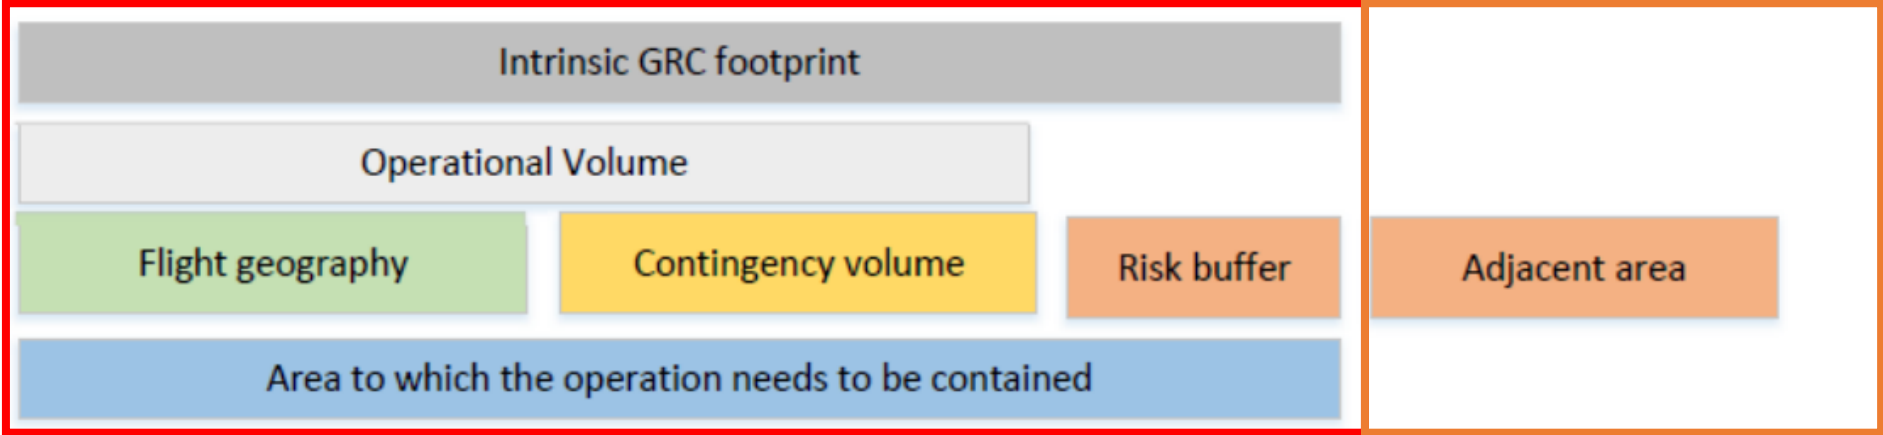 Intrinsic GRC footprint
Operational Volume
Flight geography
Contingency volume
Risk buffer
Adjacent area
Area to which the operation needs to be contained